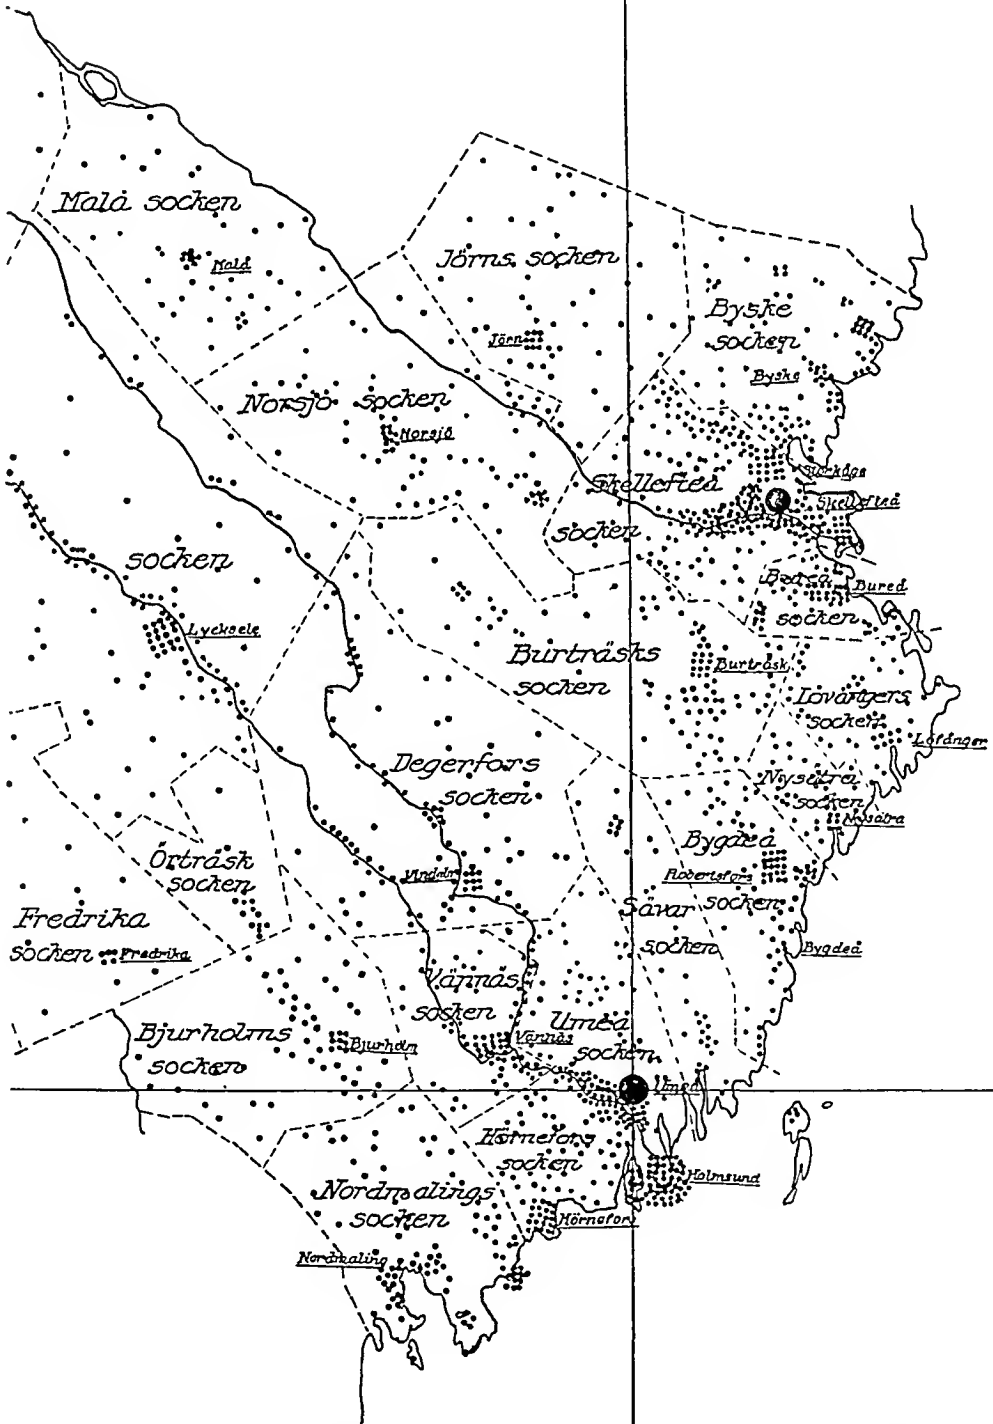 Malå socken
Malå
Jörns socken
Jörn
Byske
socken
Byske
Norsjö socken
Norsjö
Storkåge
Skellefteå
socken
Skellefteå
socken
Bureå
socken
Bureå
Lycksele
Burträsks
socken
Burträsk
Lövångers
socken
Löfånger
Degerfors
socken
Nysätra
socken
Nysätra
Bygdeå
socken
Robertsfors
Örträsk
socken
Vindeln
Fredrika
socken
Fredrika
Sävar
socken
Bygdeå
Vännäs
socken
Vännäs
Umeå
socken
Umeå
Bjurholms
socken
Bjurholm
Hörnefors
socken
Holmsund
Nordmalings
socken
Hörnefors
Nordmaling